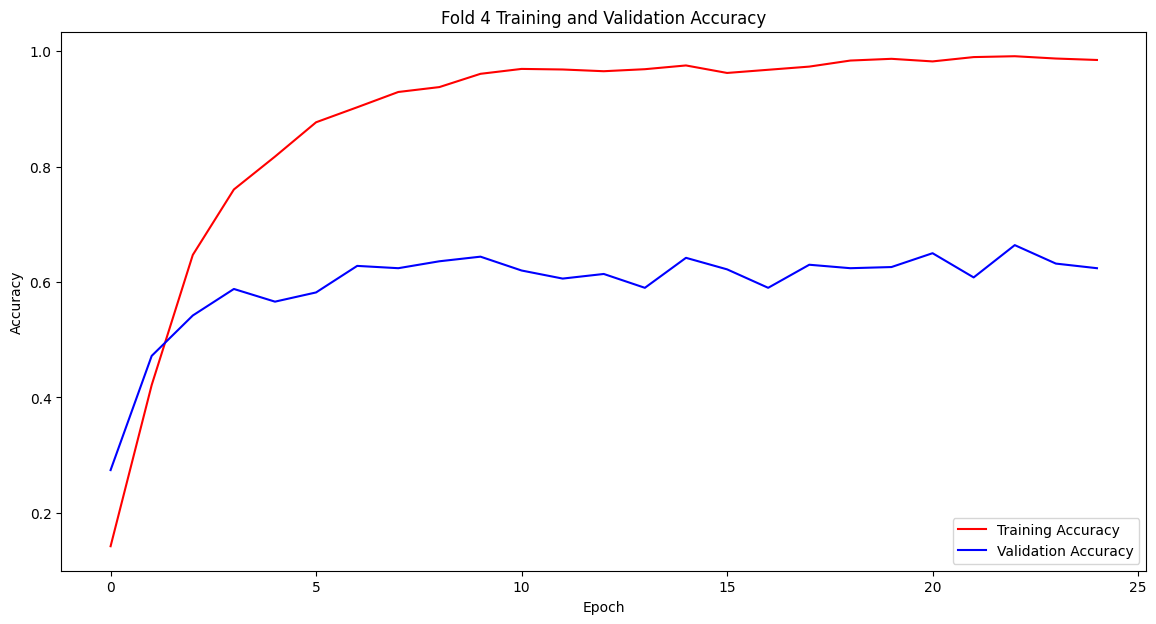 Fold 4 Training and Validation Accuracy
1.0
0.8
0.6
0.4
0.2
Accuracy
0
5
10
15
20
25
Epoch
Training Accuracy
Validation Accuracy